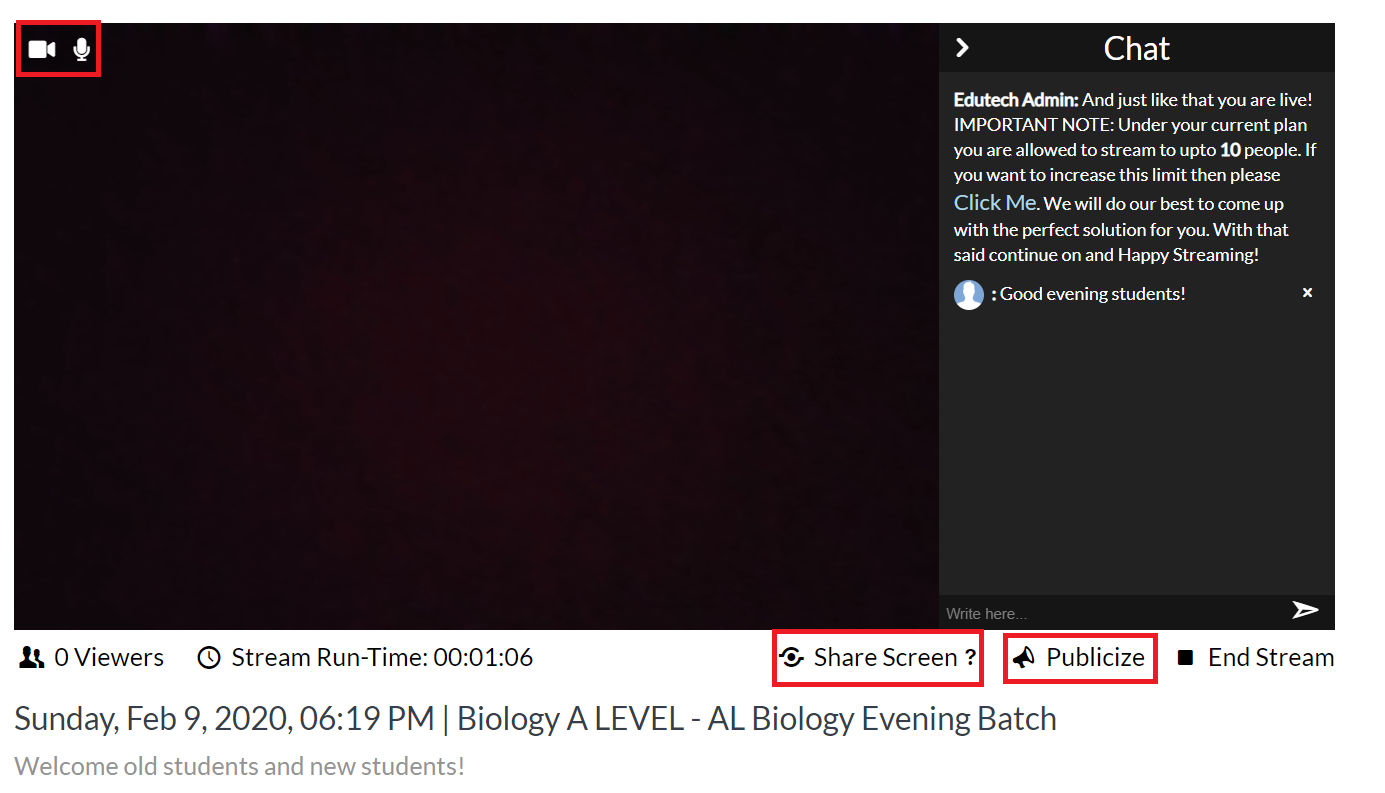 Chat
Edutech Admin: And just like that you are live!
IMPORTANT NOTE: Under your current plan
you are allowed to stream to upto 10 people. If
you want to increase this limit then please
Click Me. We will do our best to come up
with the perfect solution for you. With that
said continue on and Happy Streaming!
: Good evening students!
Write here...
0 Viewers
Stream Run-Time: 00:01:06
Share Screen ?
Publicize
End Stream
Sunday, Feb 9, 2020, 06:19 PM | Biology A LEVEL - AL Biology Evening Batch
Welcome old students and new students!